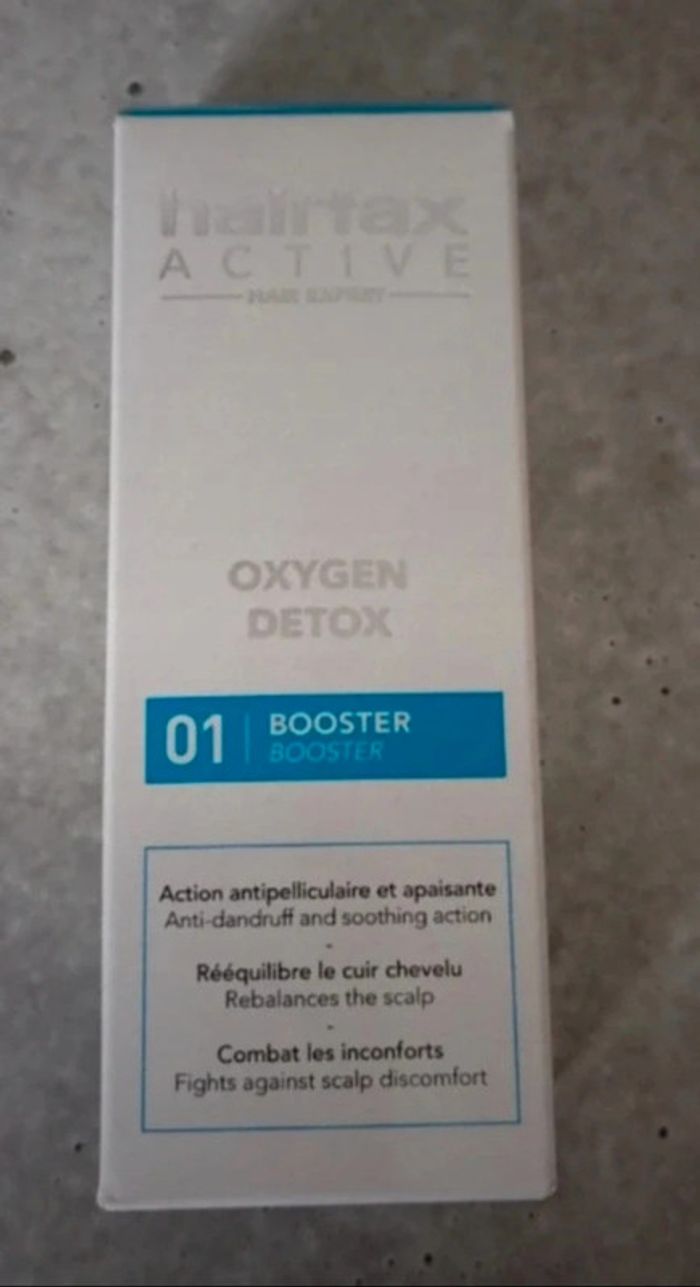 hairfax
ACTIVE
HAIR EXPERT
OXYGEN
DETOX
01
BOOSTER
BOOSTER
Action antipelliculaire et apaisante
Anti-dandruff and soothing action
-
Rééquilibre le cuir chevelu
Rebalances the scalp
-
Combat les inconforts
Fights against scalp discomfort